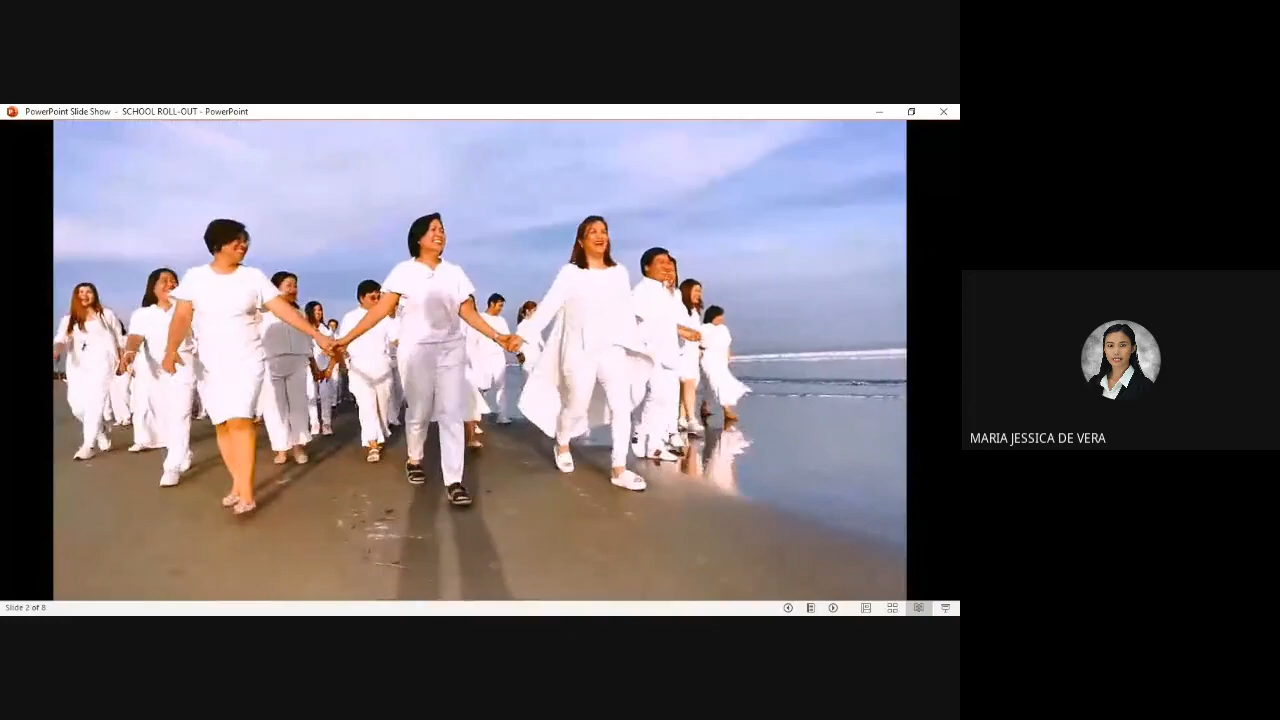 PowerPoint Slide Show - SCHOOL ROLL-OUT - PowerPoint
MARIA JESSICA DE VERA
Slide 2 of 8